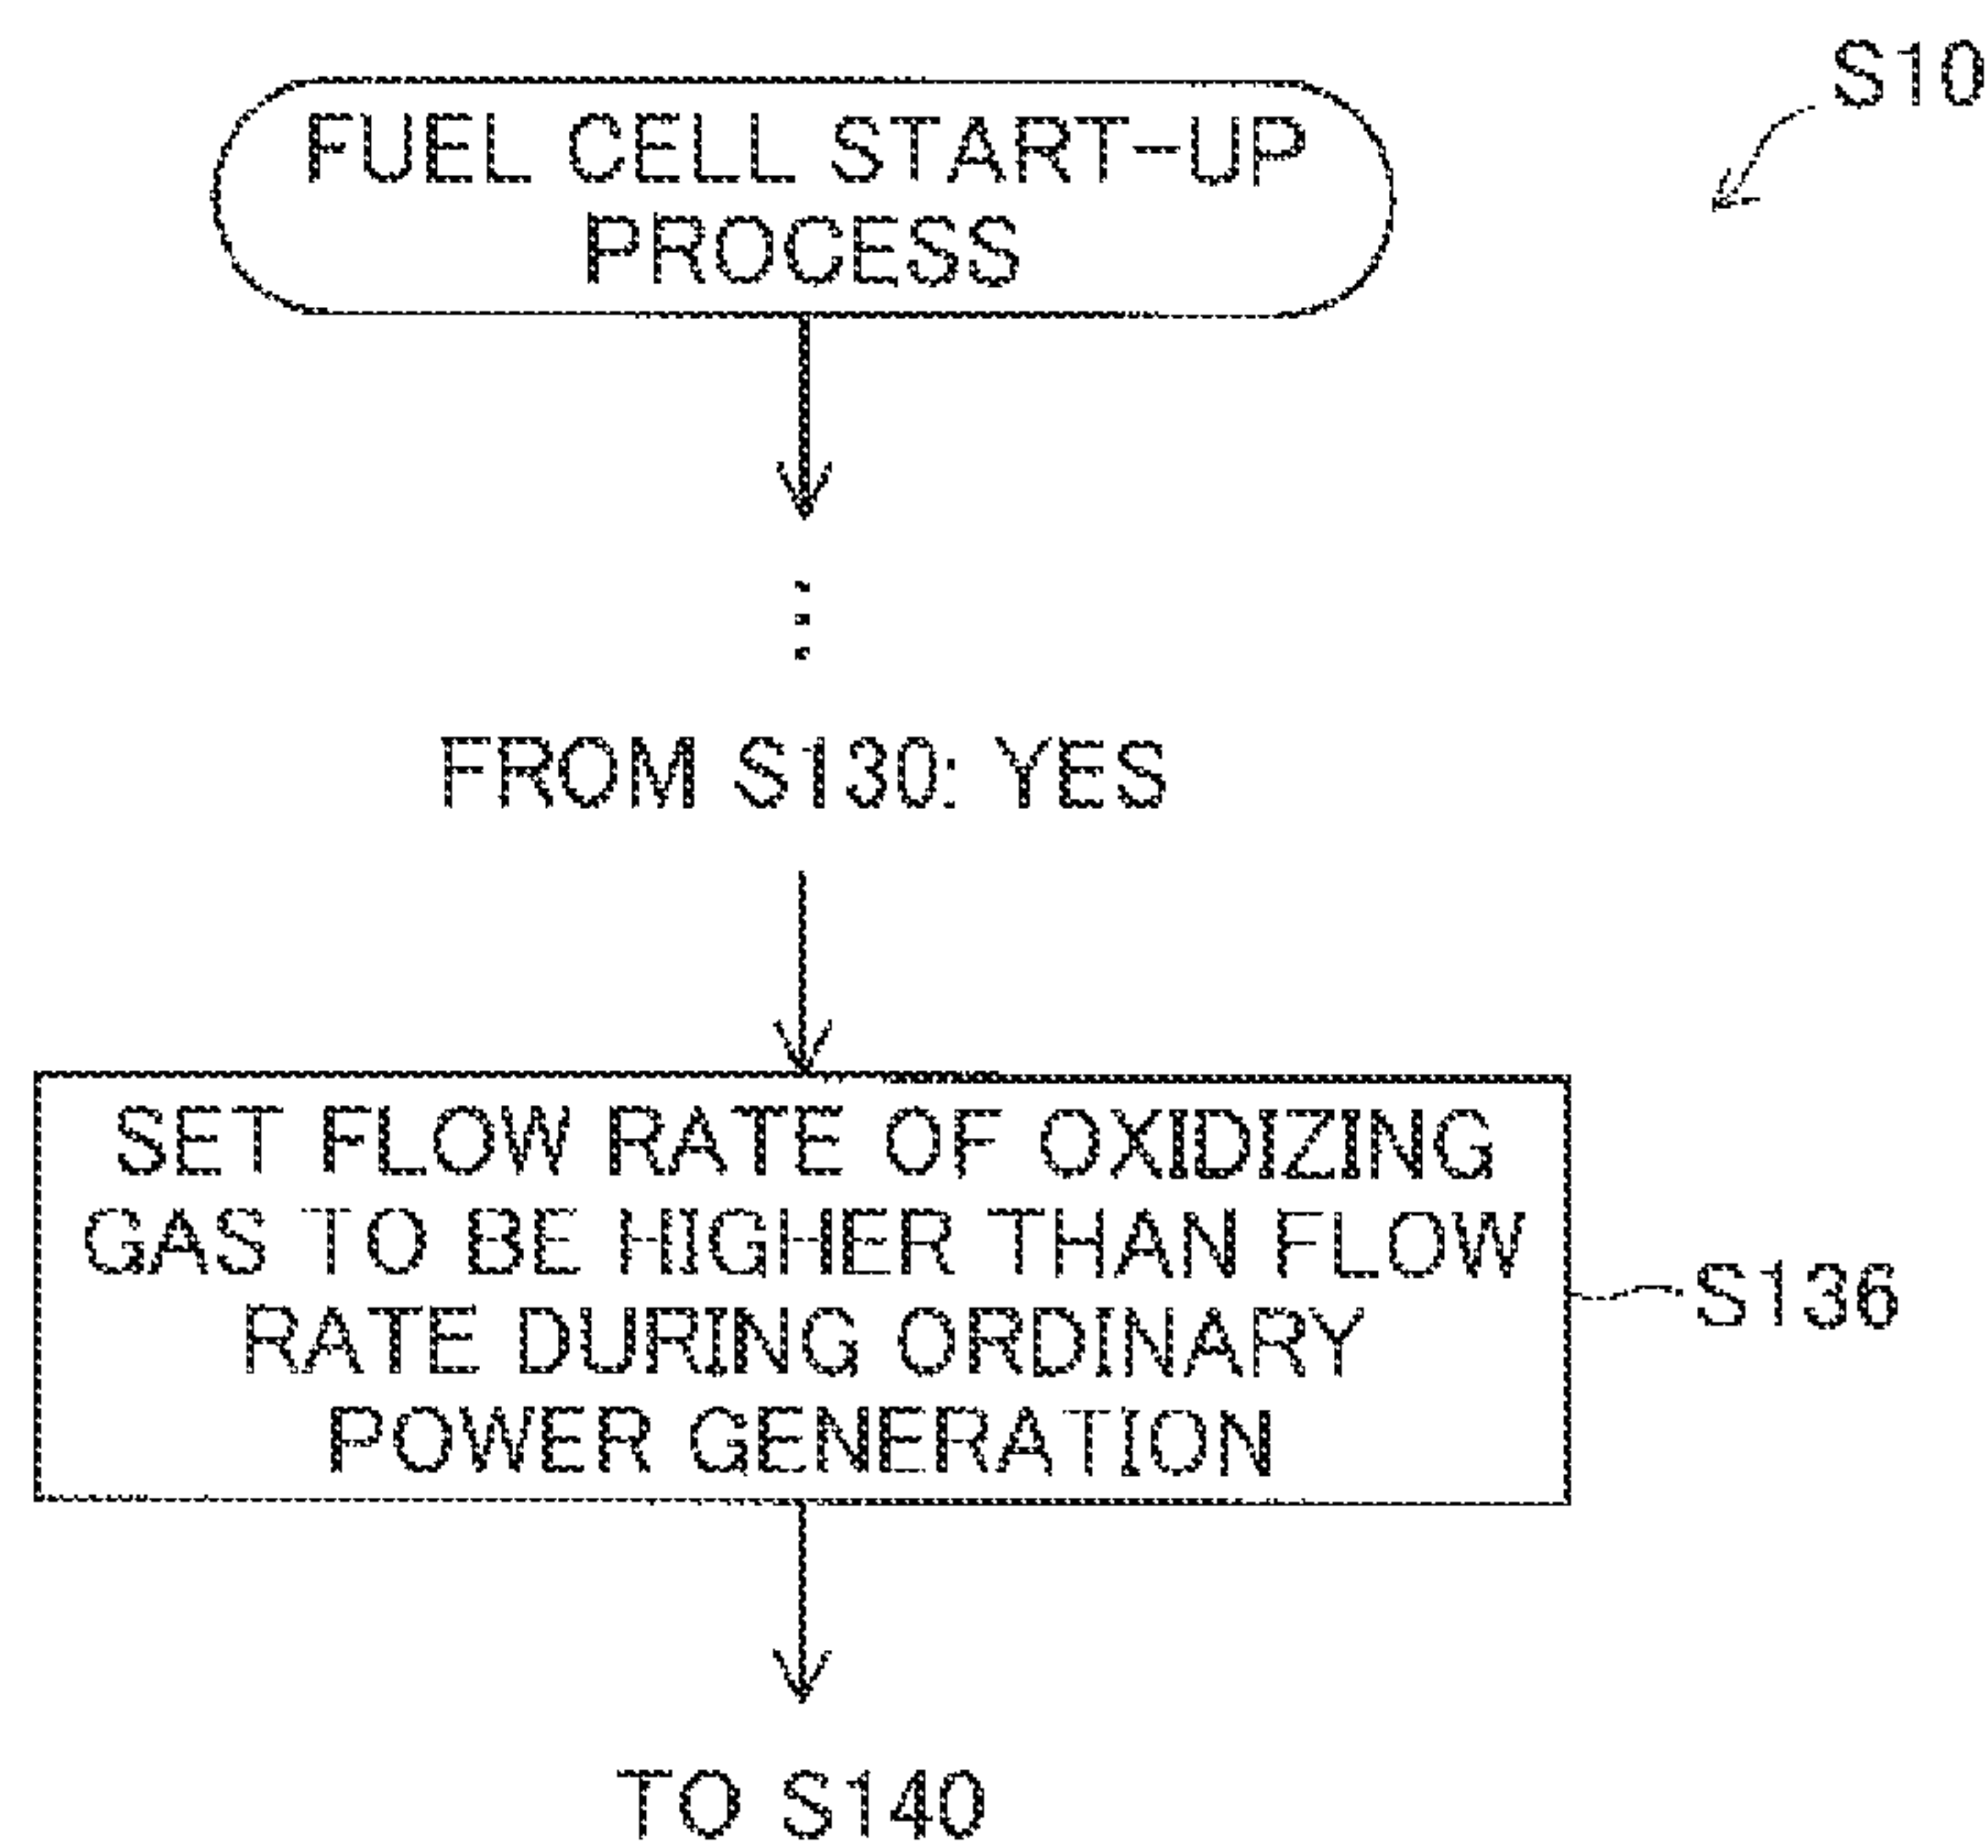 S10
FUEL CELL START-UP
PROCESS
FROM S130: YES
SET FLOW RATE OF OXIDIZING
GAS TO BE HIGHER THAN FLOW
RATE DURING ORDINARY
POWER GENERATION
S136
TO S140